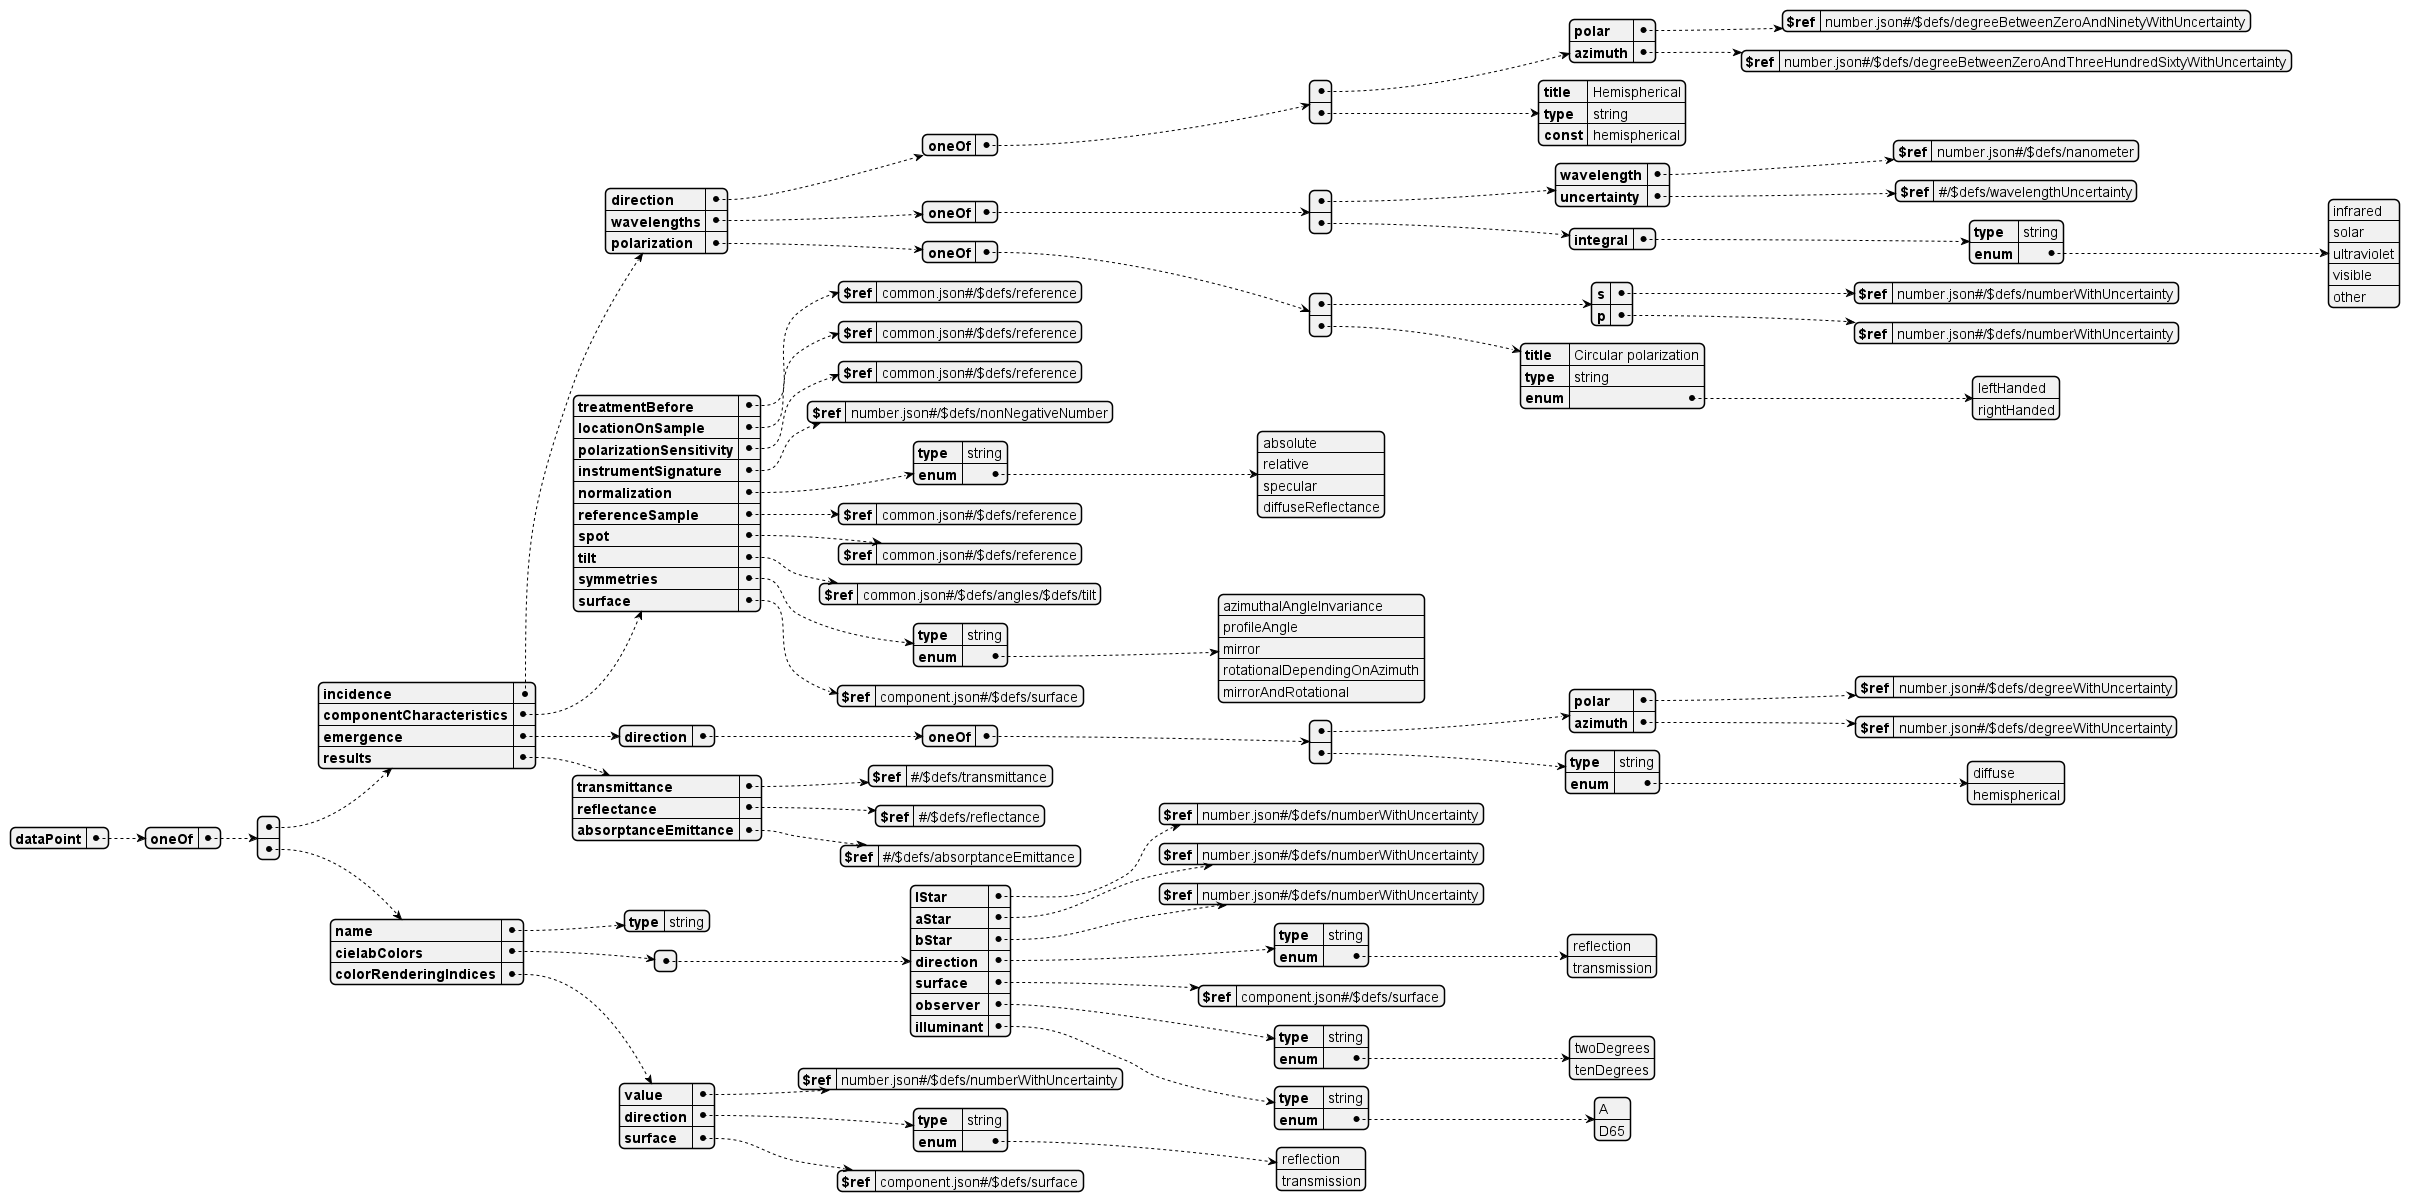 dataPoint
oneOf
incidence
componentCharacteristics
emergence
results
direction
wavelengths
polarization
oneOf
polar
azimuth
$ref number.json#/$defs/degreeBetweenZeroAndNinetyWithUncertainty
$ref number.json#/$defs/degreeBetweenZeroAndThreeHundredSixtyWithUncertainty
title Hemispherical
type string
const hemispherical
oneOf
wavelength
uncertainty
$ref number.json#/$defs/nanometer
$ref #/$defs/wavelengthUncertainty
integral
type string
enum
infrared
solar
ultraviolet
visible
other
oneOf
s
p
$ref number.json#/$defs/numberWithUncertainty
$ref number.json#/$defs/numberWithUncertainty
title Circular polarization
type string
enum
leftHanded
rightHanded
treatmentBefore
locationOnSample
polarizationSensitivity
instrumentSignature
normalization
referenceSample
spot
tilt
symmetries
surface
$ref common.json#/$defs/reference
$ref common.json#/$defs/reference
$ref common.json#/$defs/reference
$ref number.json#/$defs/nonNegativeNumber
type string
enum
absolute
relative
specular
diffuseReflectance
$ref common.json#/$defs/reference
$ref common.json#/$defs/reference
$ref common.json#/$defs/angles/$defs/tilt
type string
enum
azimuthalAngleInvariance
profileAngle
mirror
rotationalDependingOnAzimuth
mirrorAndRotational
$ref component.json#/$defs/surface
direction
oneOf
polar
azimuth
$ref number.json#/$defs/degreeWithUncertainty
$ref number.json#/$defs/degreeWithUncertainty
type string
enum
diffuse
hemispherical
transmittance
reflectance
absorptanceEmittance
$ref #/$defs/transmittance
$ref #/$defs/reflectance
$ref #/$defs/absorptanceEmittance
name
cielabColors
colorRenderingIndices
type string
lStar
aStar
bStar
direction
surface
observer
illuminant
$ref number.json#/$defs/numberWithUncertainty
$ref number.json#/$defs/numberWithUncertainty
$ref number.json#/$defs/numberWithUncertainty
type string
enum
reflection
transmission
$ref component.json#/$defs/surface
type string
enum
twoDegrees
tenDegrees
type string
enum
A
D65
value
direction
surface
$ref number.json#/$defs/numberWithUncertainty
type string
enum
reflection
transmission
$ref component.json#/$defs/surface